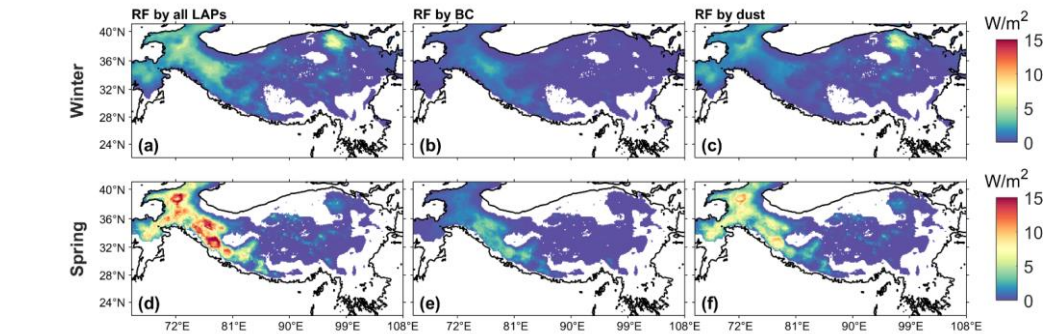 RF by all LAPs RF by BC RF by dust W/m²
40°N
36°N
32°N
28°N
24°N
Winter
(a) (b) (c)
15
10
5
0
W/m²
40°N
36°N
32°N
28°N
24°N
Spring
(d) (e) (f)
15
10
5
0
72°E 81°E 90°E 99°E 108°E 72°E 81°E 90°E 99°E 108°E 72°E 81°E 90°E 99°E 108°E